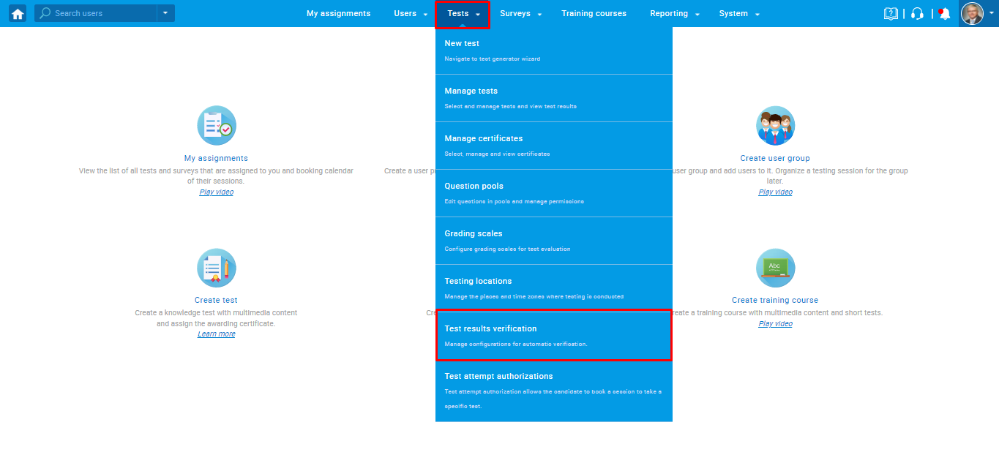 Search users
My assignments
Users
Tests
Surveys
Training courses
Reporting
System
New test
Navigate to test generator wizard
Manage tests
Select and manage tests and view test results
Manage certificates
Select, manage and view certificates
Question pools
Edit questions in pools and manage permissions
Grading scales
Configure grading scales for test evaluation
Testing locations
Manage the places and time zones where testing is conducted
Test results verification
Manage configurations for automatic verification.
Test attempt authorizations
Test attempt authorization allows the candidate to book a session to take a
specific test.
My assignments
View the list of all tests and surveys that are assigned to you and booking calendar
of their sessions.
Play video
Create a user
Create user group
user group and add users to it. Organize a testing session for the group
later.
Play video
Create test
Create a knowledge test with multimedia content
and assign the awarding certificate.
Learn more
Abc
Create training course
reate a training course with multimedia content and short tests.
Play video